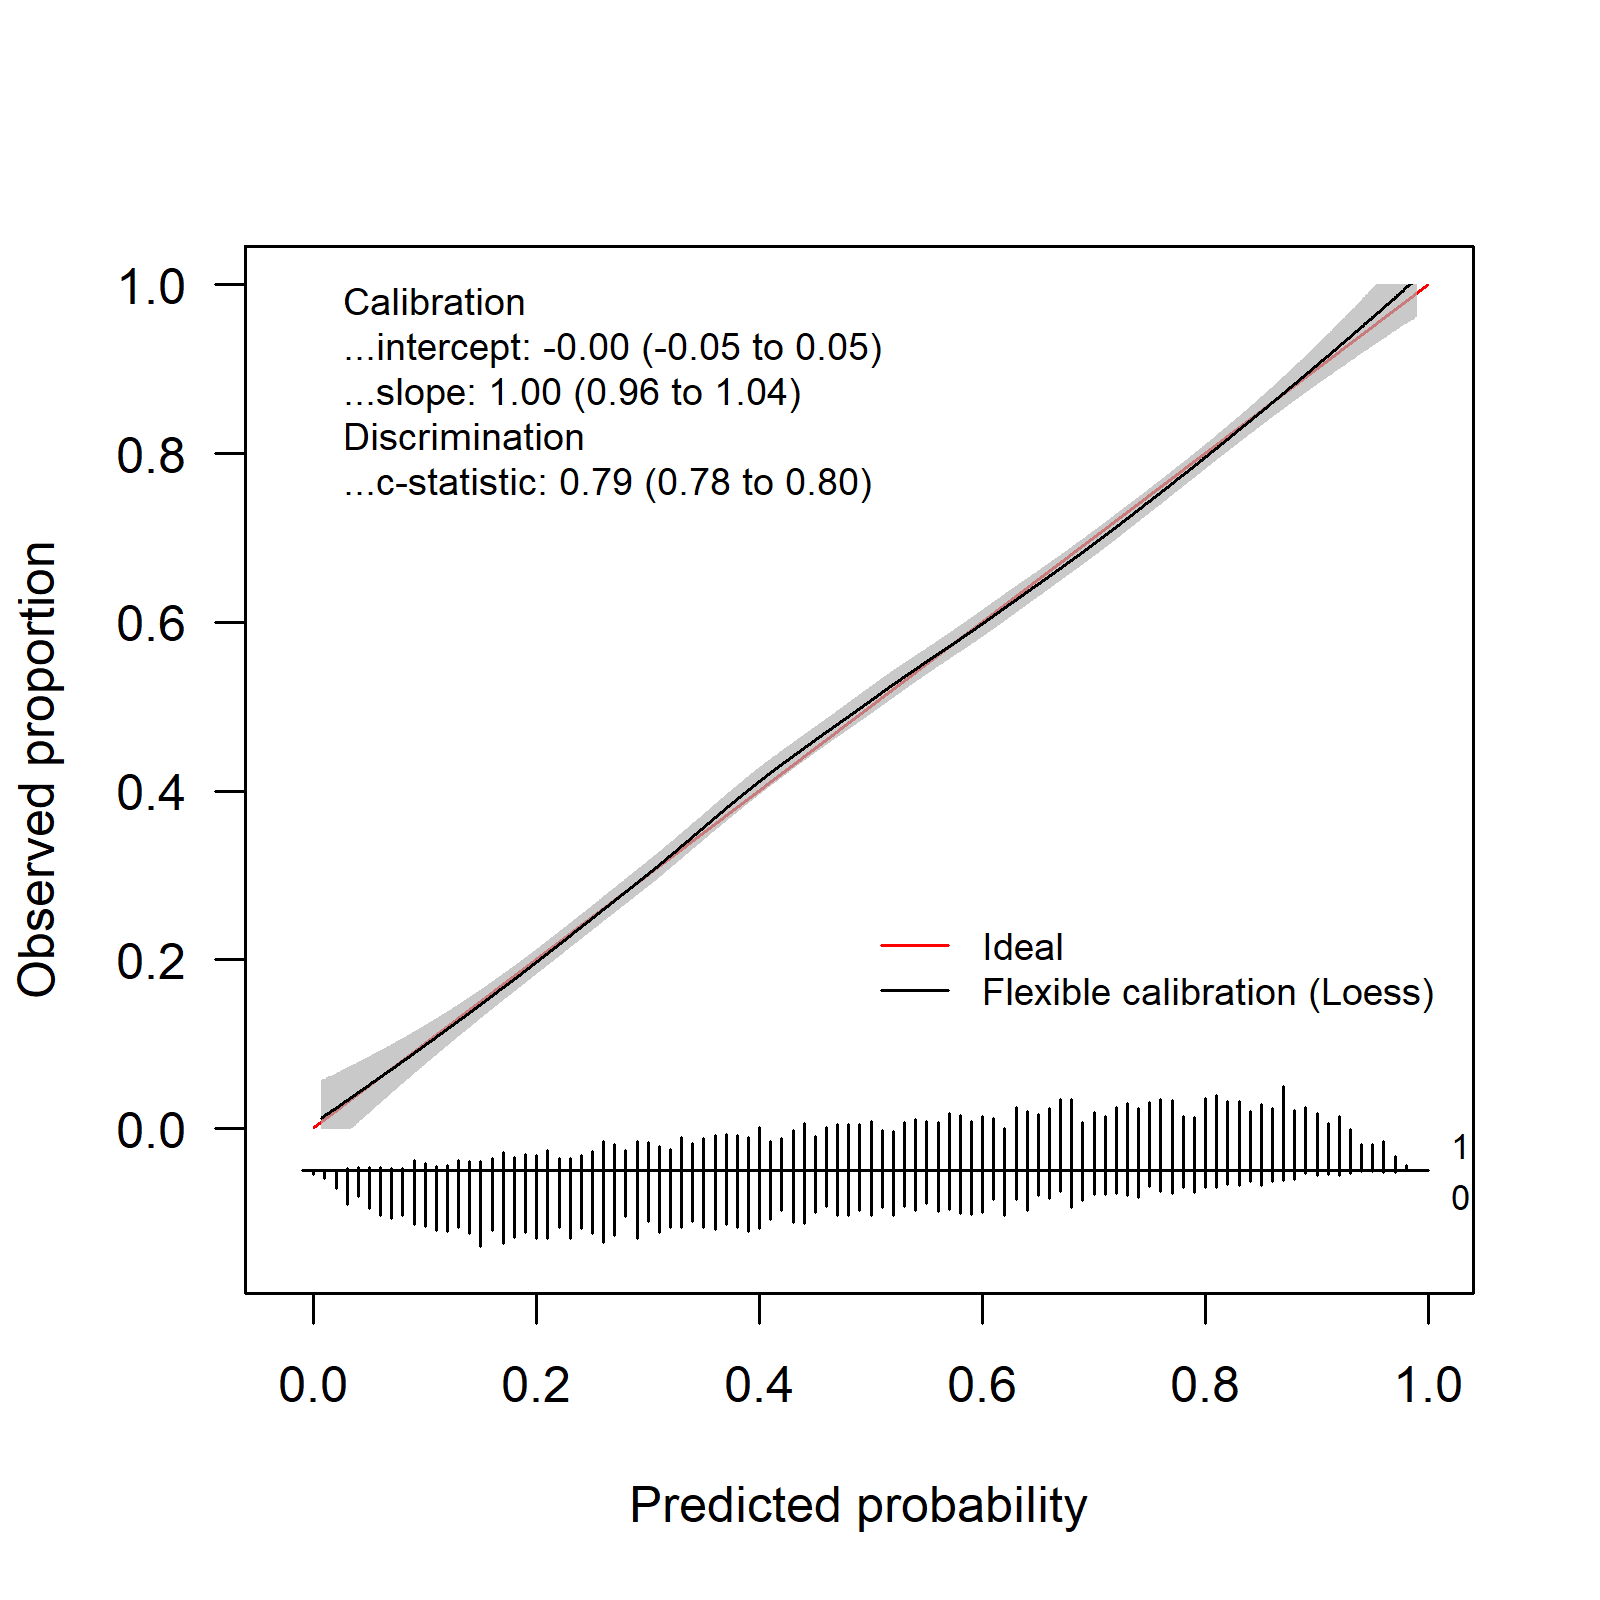 Calibration
...intercept: -0.00 (-0.05 to 0.05)
...slope: 1.00 (0.96 to 1.04)
Discrimination
...c-statistic: 0.79 (0.78 to 0.80)
1.0
0.8
0.6
0.4
0.2
0.0
Observed proportion
Ideal
Flexible calibration (Loess)
1
0
0.0 0.2 0.4 0.6 0.8 1.0
Predicted probability